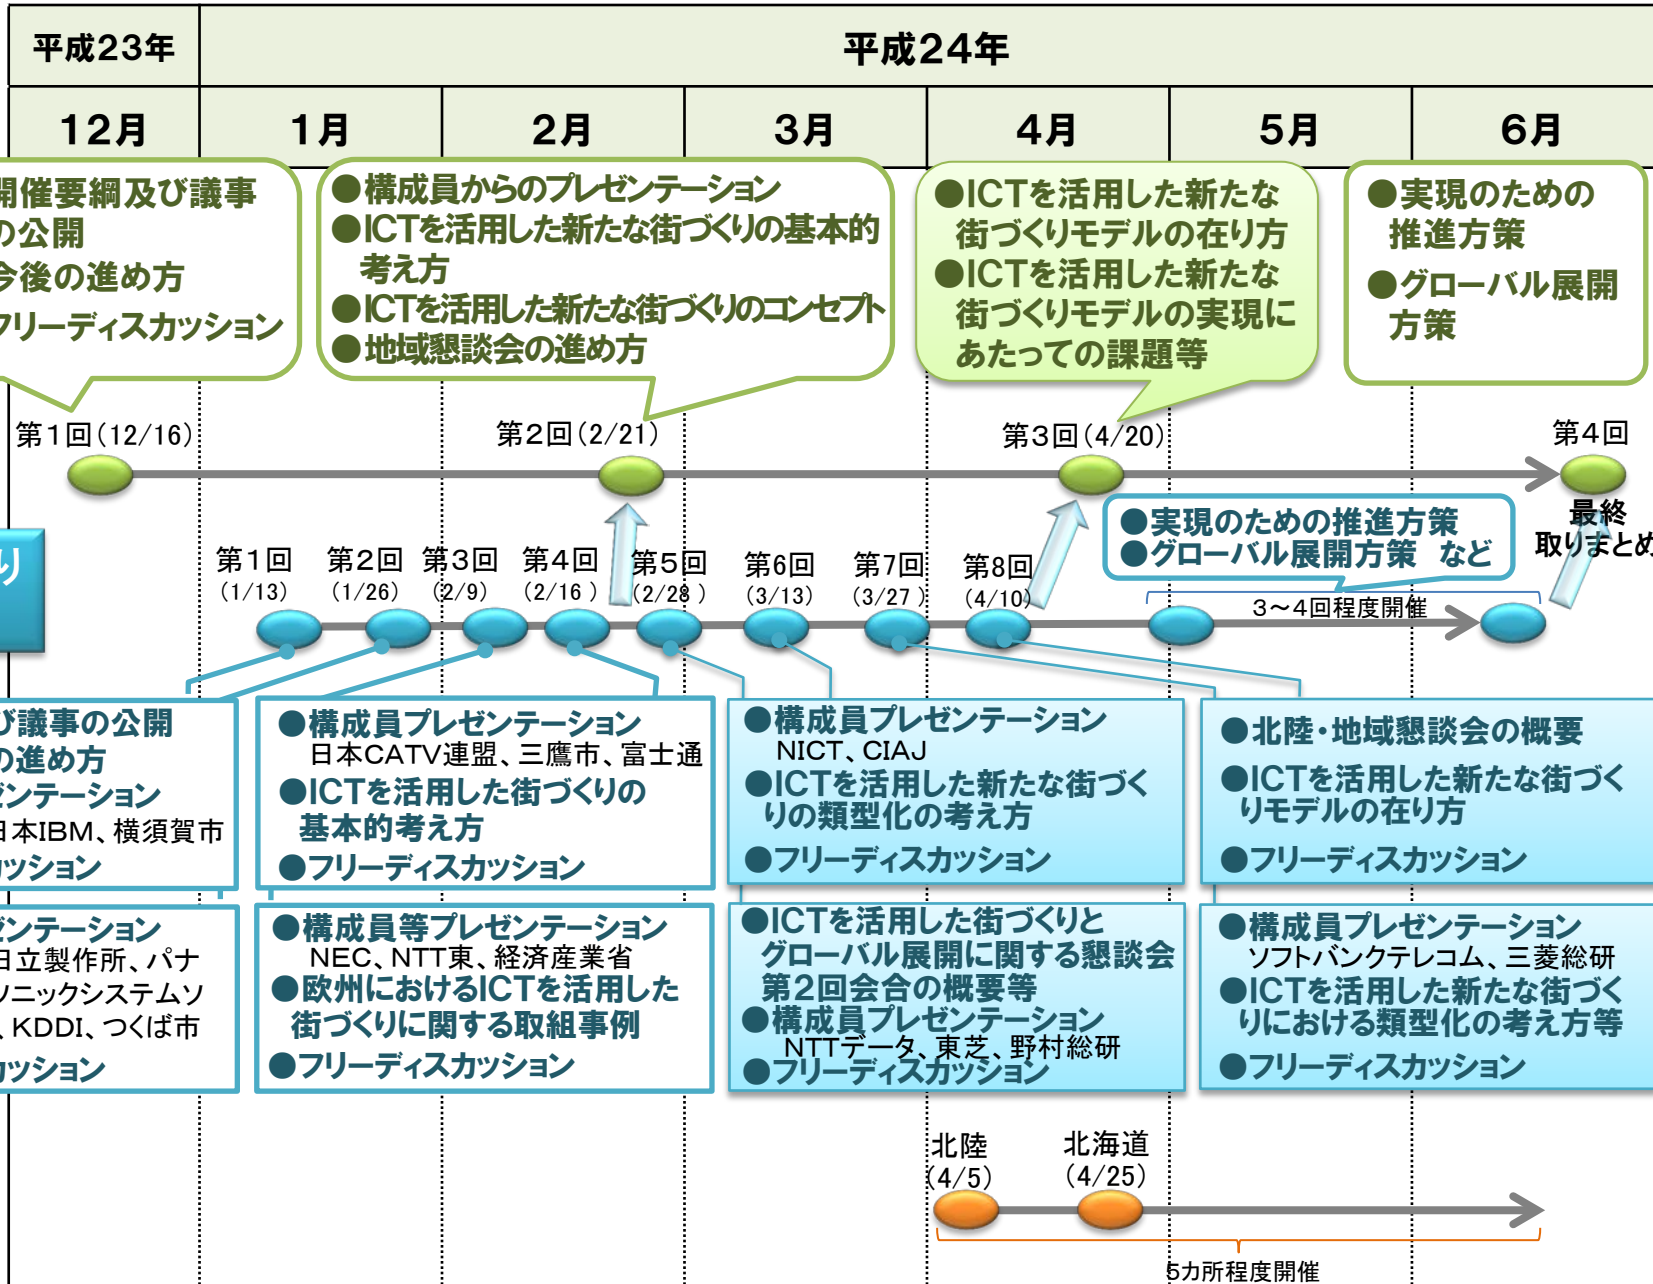 平成23年
平成24年
12月
1月
2月
3月
4月
5月
6月
開催要綱及び議事
の公開
今後の進め方
フリーディスカッション
●構成員からのプレゼンテーション
●ICTを活用した新たな街づくりの基本的
考え方
●ICTを活用した新たな街づくりのコンセプト
●地域懇談会の進め方
●ICTを活用した新たな
街づくりモデルの在り方
●ICTを活用した新たな
街づくりモデルの実現に
あたっての課題等
●実現のための
推進方策
●グローバル展開
方策
第1回(12/16)
第2回(2/21)
第3回(4/20)
第4回
最終
取りまとめ
●実現のための推進方策
●グローバル展開方策 など
3～4回程度開催
り
第1回
(1/13)
第2回
(1/26)
第3回
(2/9)
第4回
(2/16 )
第5回
(2/28 )
第6回
(3/13)
第7回
(3/27 )
第8回
(4/10)
び議事の公開
の進め方
ゼンテーション
日本IBM、横須賀市
カッション
●構成員プレゼンテーション
日本CATV連盟、三鷹市、富士通
●ICTを活用した街づくりの
基本的考え方
●フリーディスカッション
●構成員プレゼンテーション
NICT、CIAJ
●ICTを活用した新たな街づく
りの類型化の考え方
●フリーディスカッション
●北陸・地域懇談会の概要
●ICTを活用した新たな街づく
りモデルの在り方
●フリーディスカッション
ゼンテーション
日立製作所、パナ
ソニックシステムソ
、KDDI、つくば市
カッション
●構成員等プレゼンテーション
NEC、NTT東、経済産業省
●欧州におけるICTを活用した
街づくりに関する取組事例
●フリーディスカッション
●ICTを活用した街づくりと
グローバル展開に関する懇談会
第2回会合の概要等
●構成員プレゼンテーション
NTTデータ、東芝、野村総研
●フリーディスカッション
●構成員プレゼンテーション
ソフトバンクテレコム、三菱総研
●ICTを活用した新たな街づく
りにおける類型化の考え方等
●フリーディスカッション
北陸
(4/5)
北海道
(4/25)
5カ所程度開催